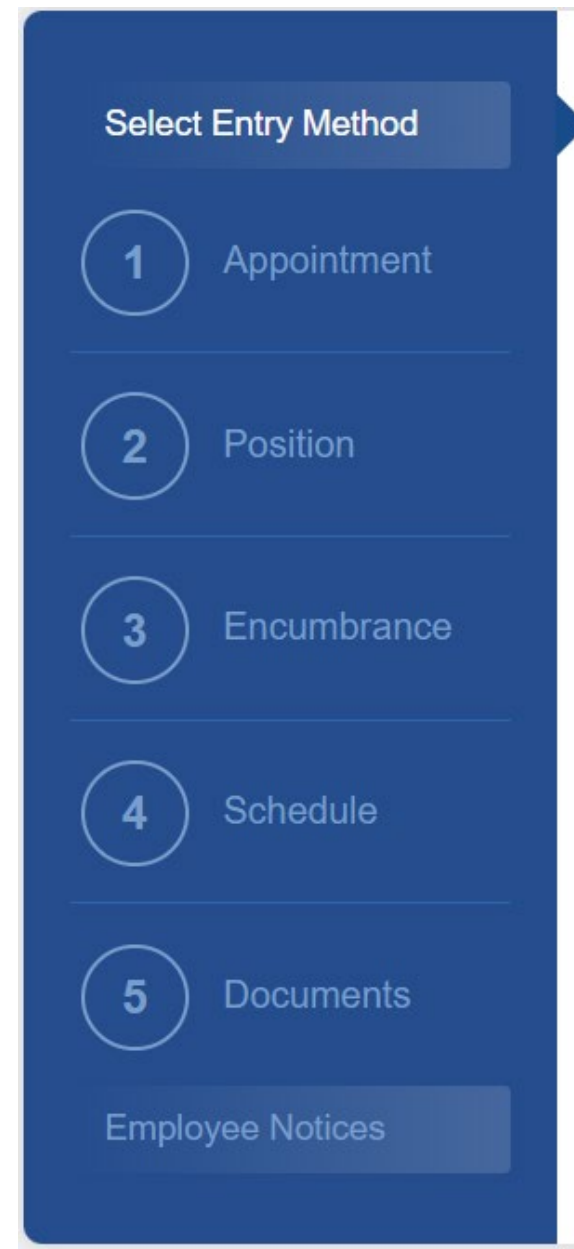 Select Entry Method
1 Appointment
2 Position
3 Encumbrance
4 Schedule
5 Documents
Employee Notices